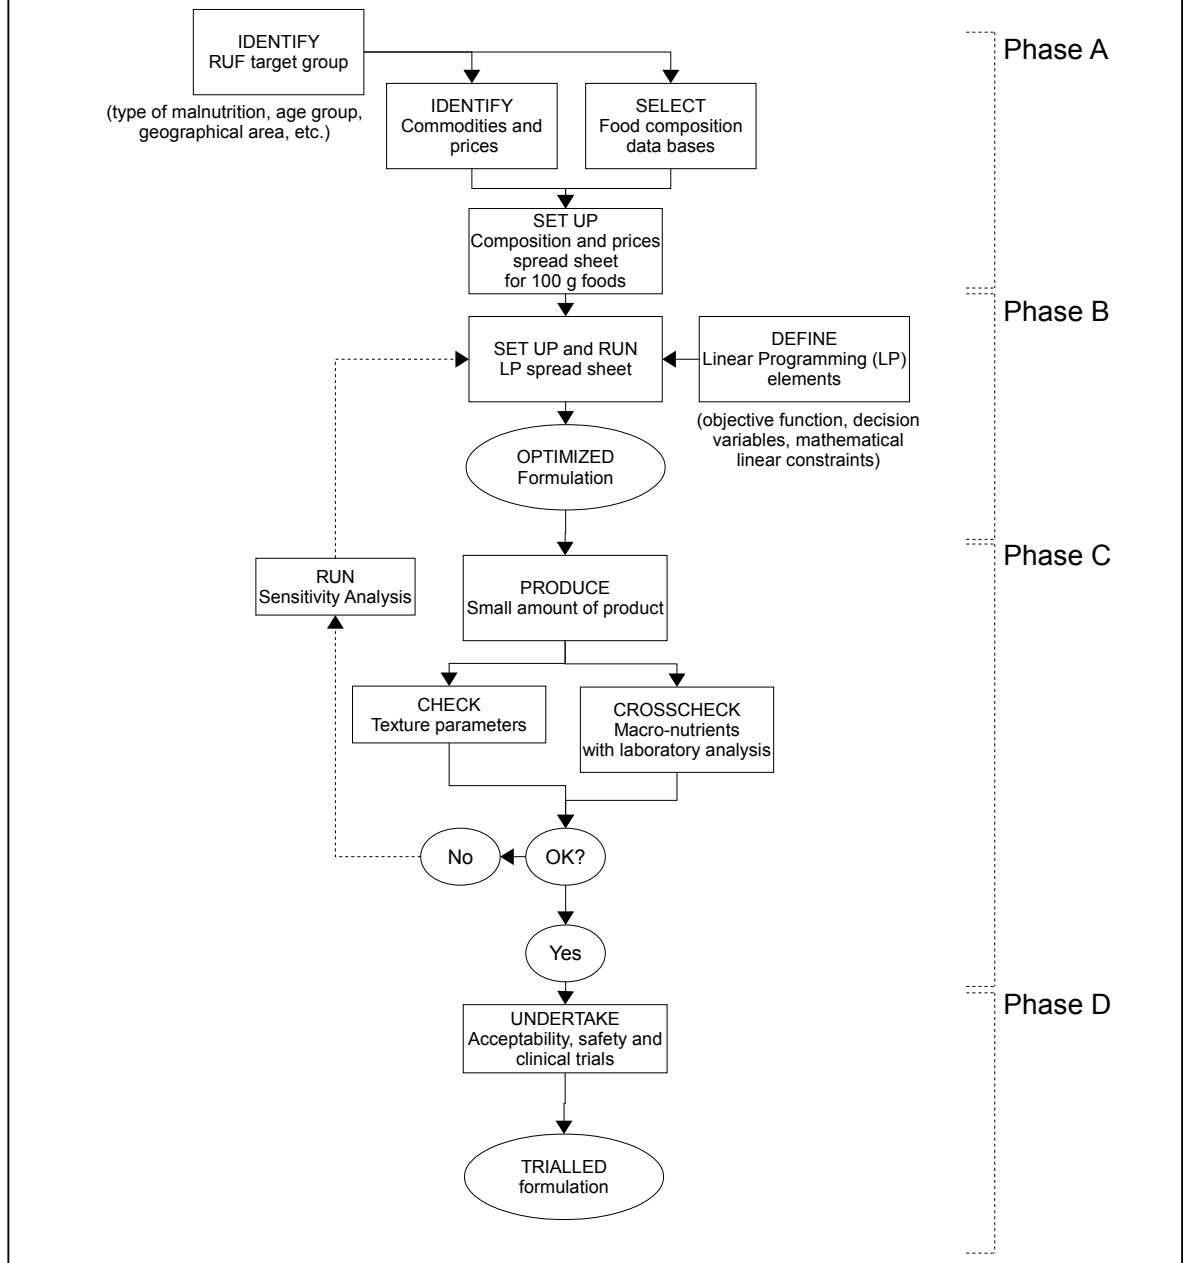 IDENTIFY
RUF target group
(type of malnutrition, age group,
geographical area, etc.)
IDENTIFY
Commodities and
prices
SELECT
Food composition
data bases
SET UP
Composition and prices
spread sheet
for 100 g foods
Phase A
SET UP and RUN
LP spread sheet
DEFINE
Linear Programming (LP)
elements
(objective function, decision
variables, mathematical
linear constraints)
OPTIMIZED
Formulation
Phase B
RUN
Sensitivity Analysis
PRODUCE
Small amount of product
CHECK
Texture parameters
CROSSCHECK
Macro-nutrients
with laboratory analysis
No
OK?
Yes
Phase C
UNDERTAKE
Acceptability, safety and
clinical trials
TRIALLED
formulation
Phase D